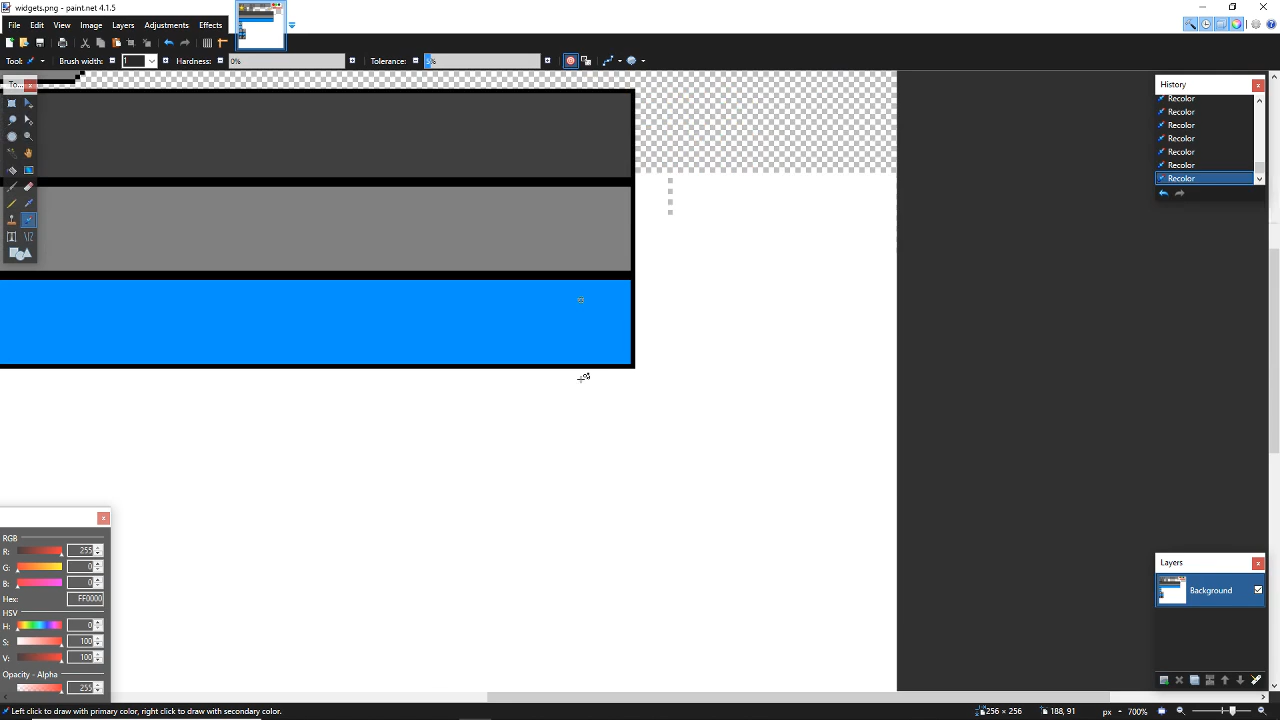 widgets.png - paint.net 4.1.5
File Edit View Image Layers Adjustments Effects
Tool: Brush width: 1 Hardness: 0% Tolerance: %
To...
History
Recolor
Recolor
Recolor
Recolor
Recolor
Recolor
Recolor
RGB
R: 255
G: 0
B: 0
Hex: FF0000
HSV
H: 0
S: 100
V: 100
Opacity - Alpha
255
Layers
Background
Left click to draw with primary color, right click to draw with secondary color. 256 × 256 188, 91 px 700%